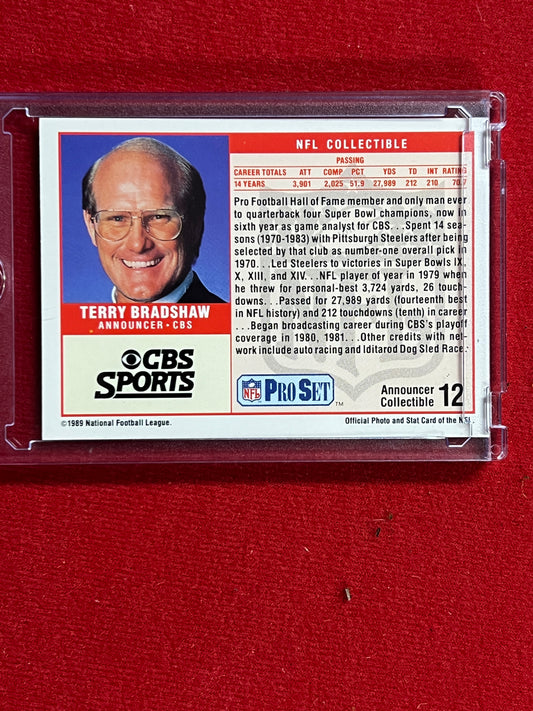 NFL COLLECTIBLE
PASSING
CAREER TOTALS ATT COMP PCT YDS TD INT RATING
14 YEARS 3,901 2,025 51.9 27,989 212 210 70.7
Pro Football Hall of Fame member and only man ever
to quarterback four Super Bowl champions, now in
sixth year as game analyst for CBS. . .Spent 14 sea-
sons (1970-1983) with Pittsburgh Steelers after being
selected by that club as number-one overall pick in
1970. . .Led Steelers to victories in Super Bowls IX,
X, XIII, and XIV. . .NFL player of year in 1979 when
he threw for personal-best 3,724 yards, 26 touch-
downs. . .Passed for 27,989 yards (fourteenth best
in NFL history) and 212 touchdowns (tenth) in career
. . .Began broadcasting career during CBS's playoff
coverage in 1980, 1981. . .Other credits with net-
work include auto racing and Iditarod Dog Sled Race.
TERRY BRADSHAW
ANNOUNCER • CBS
CBS
SPORTS
NFL PRO SET TM
Announcer
Collectible 12
©1989 National Football League.
Official Photo and Stat Card of the NFL.